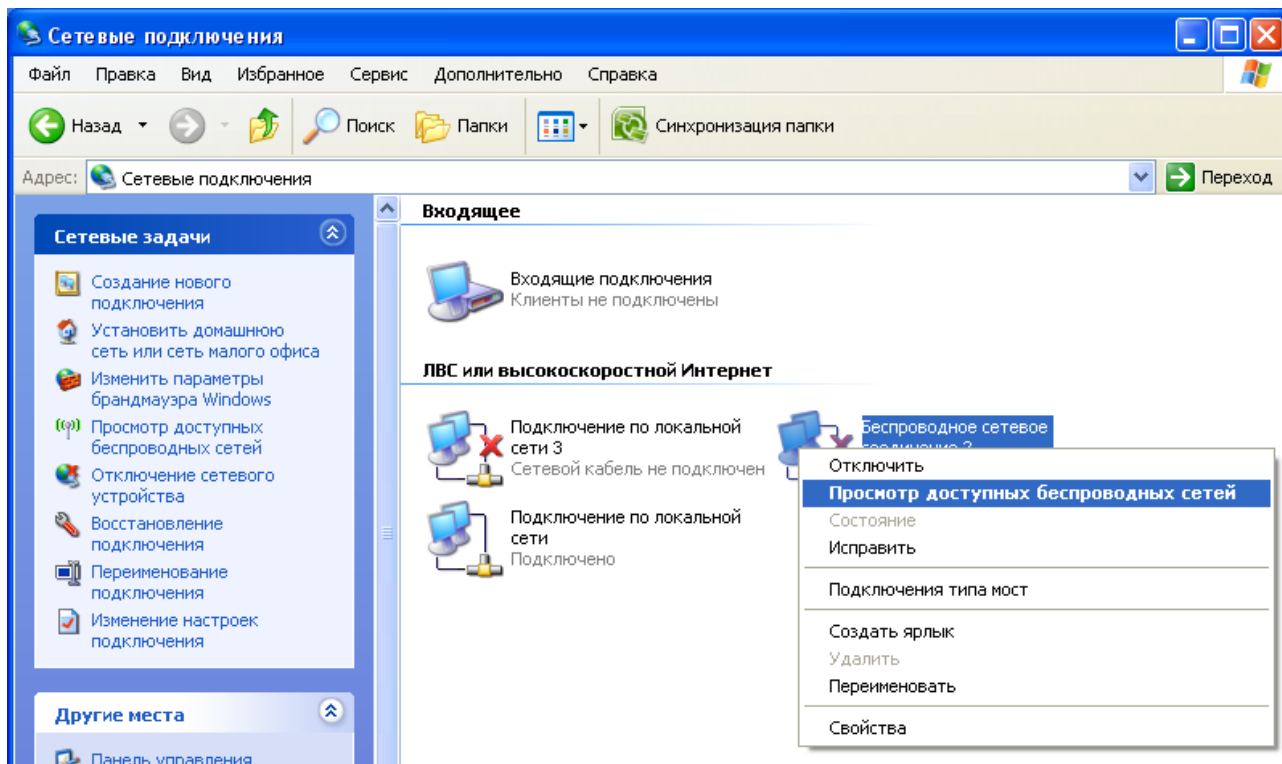 Сетевые подключения
Файл Правка Вид Избранное Сервис Дополнительно Справка
Назад Поиск Папки Синхронизация папки
Адрес: Сетевые подключения Переход
Сетевые задачи
Создание нового
подключения
Установить домашнюю
сеть или сеть малого офиса
Изменить параметры
брандмауэра Windows
Просмотр доступных
беспроводных сетей
Отключение сетевого
устройства
Восстановление
подключения
Переименование
подключения
Изменение настроек
подключения
Другие места
Панель управления
Входящее
Входящие подключения
Клиенты не подключены
ЛВС или высокоскоростной Интернет
Подключение по локальной
сети 3
Сетевой кабель не подключен
Беспроводное сетевое
соединение 2
Подключение по локальной
сети
Подключено
Отключить
Просмотр доступных беспроводных сетей
Состояние
Исправить
Подключения типа мост
Создать ярлык
Удалить
Переименовать
Свойства